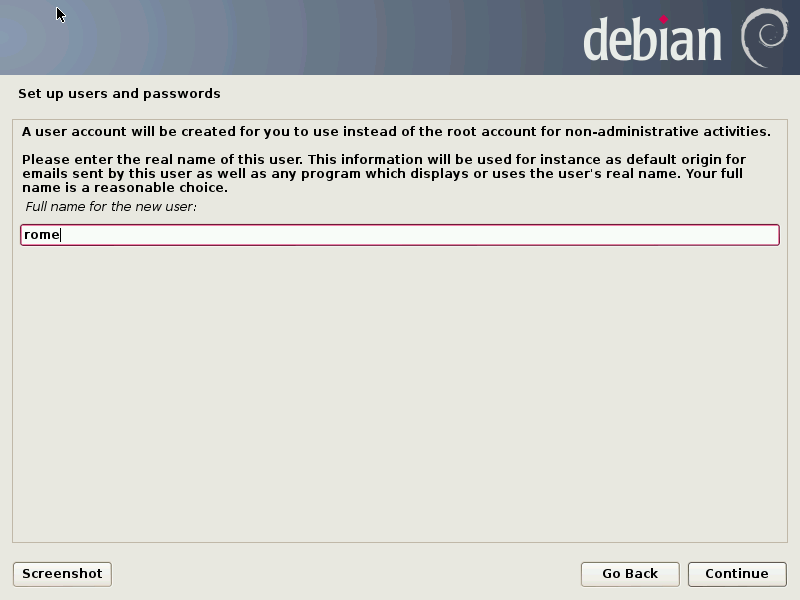 debian
Set up users and passwords
A user account will be created for you to use instead of the root account for non-administrative activities.
Please enter the real name of this user. This information will be used for instance as default origin for
emails sent by this user as well as any program which displays or uses the user's real name. Your full
name is a reasonable choice.
Full name for the new user:
rome
Screenshot Go Back Continue